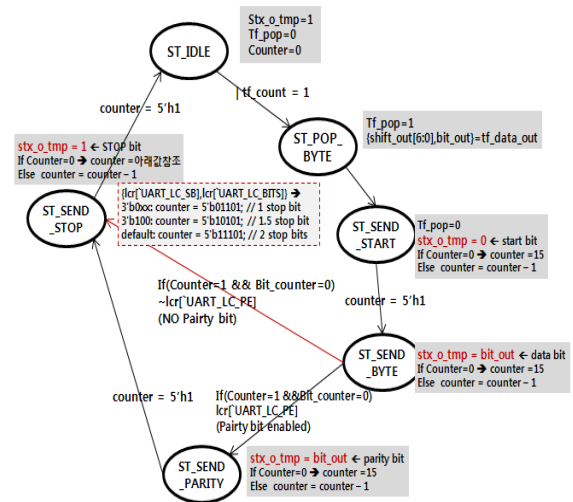 Stx_o_tmp=1
Tf_pop=0
Counter=0
ST_IDLE
| tf_count = 1
counter = 5'h1
Tf_pop=1
{shift_out[6:0],bit_out}=tf_data_out
ST_POP_
BYTE
stx_o_tmp = 1 ← STOP bit
If Counter=0 ➔ counter =아래값참조
Else counter = counter – 1
(lcr[`UART_LC_SB],lcr[`UART_LC_BITS]) ➔
3'b0xx: counter = 5'b01101; // 1 stop bit
3'b100: counter = 5'b10101; // 1.5 stop bit
default: counter = 5'b11101; // 2 stop bits
ST_SEND
_STOP
ST_SEND
_START
Tf_pop=0
stx_o_tmp = 0 ← start bit
If Counter=0 ➔ counter =15
Else counter = counter – 1
If(Counter=1 && Bit_counter=0)
~lcr[`UART_LC_PE]
(NO Pairty bit)
counter = 5'h1
ST_SEND
_BYTE
stx_o_tmp = bit_out ← data bit
If Counter=0 ➔ counter =15
Else counter = counter – 1
counter = 5'h1
If(Counter=1 &&Bit_counter=0)
lcr[`UART_LC_PE]
(Pairty bit enabled)
ST_SEND
_PARITY
stx_o_tmp = bit_out ← parity bit
If Counter=0 ➔ counter =15
Else counter = counter – 1